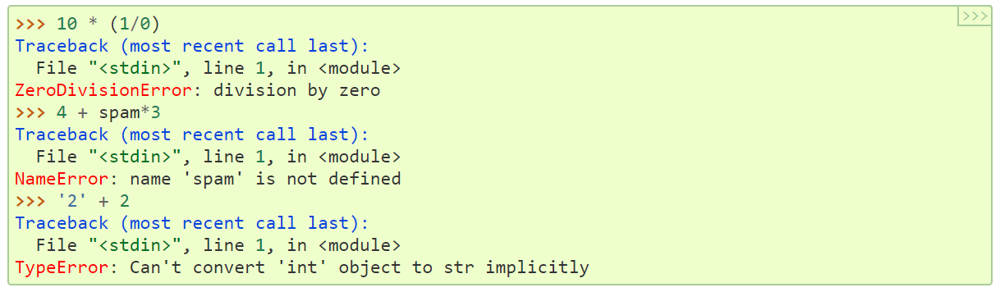 >>> 10 * (1/0)
>>>
Traceback (most recent call last):
  File "<stdin>", line 1, in <module>
ZeroDivisionError: division by zero
>>> 4 + spam*3
Traceback (most recent call last):
  File "<stdin>", line 1, in <module>
NameError: name 'spam' is not defined
>>> '2' + 2
Traceback (most recent call last):
  File "<stdin>", line 1, in <module>
TypeError: Can't convert 'int' object to str implicitly